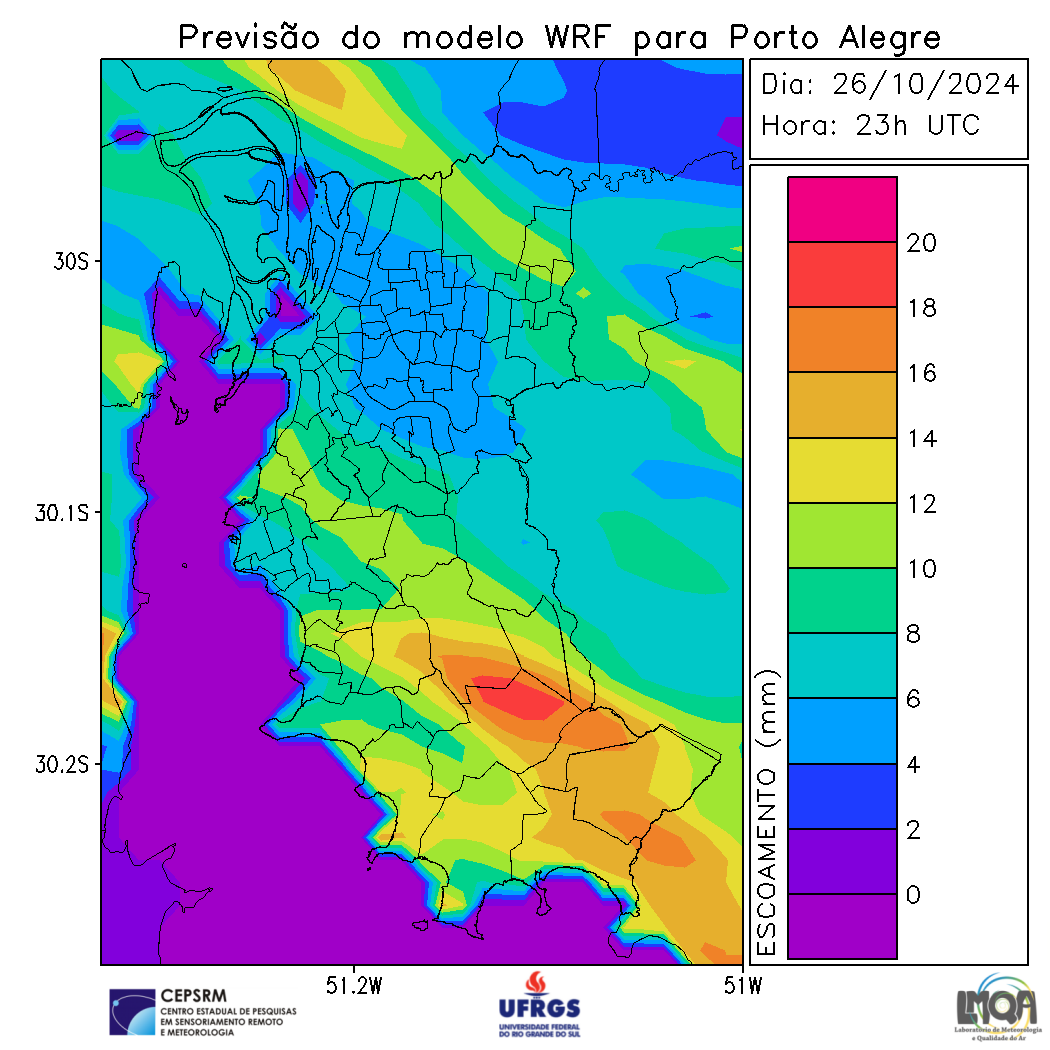 Previsão do modelo WRF para Porto Alegre
Dia: 26/10/2024
Hora: 23h UTC
20
18
16
14
12
10
8
6
4
2
0
ESCOAMENTO (mm)
30S
30.1S
30.2S
51.2W
51W
CEPSRM
CENTRO ESTADUAL DE PESQUISAS
EM SENSORIAMENTO REMOTO
E METEOROLOGIA
UFRGS
UNIVERSIDADE FEDERAL
DO RIO GRANDE DO SUL
LMQA
Laboratório de Meteorologia
e Qualidade do Ar